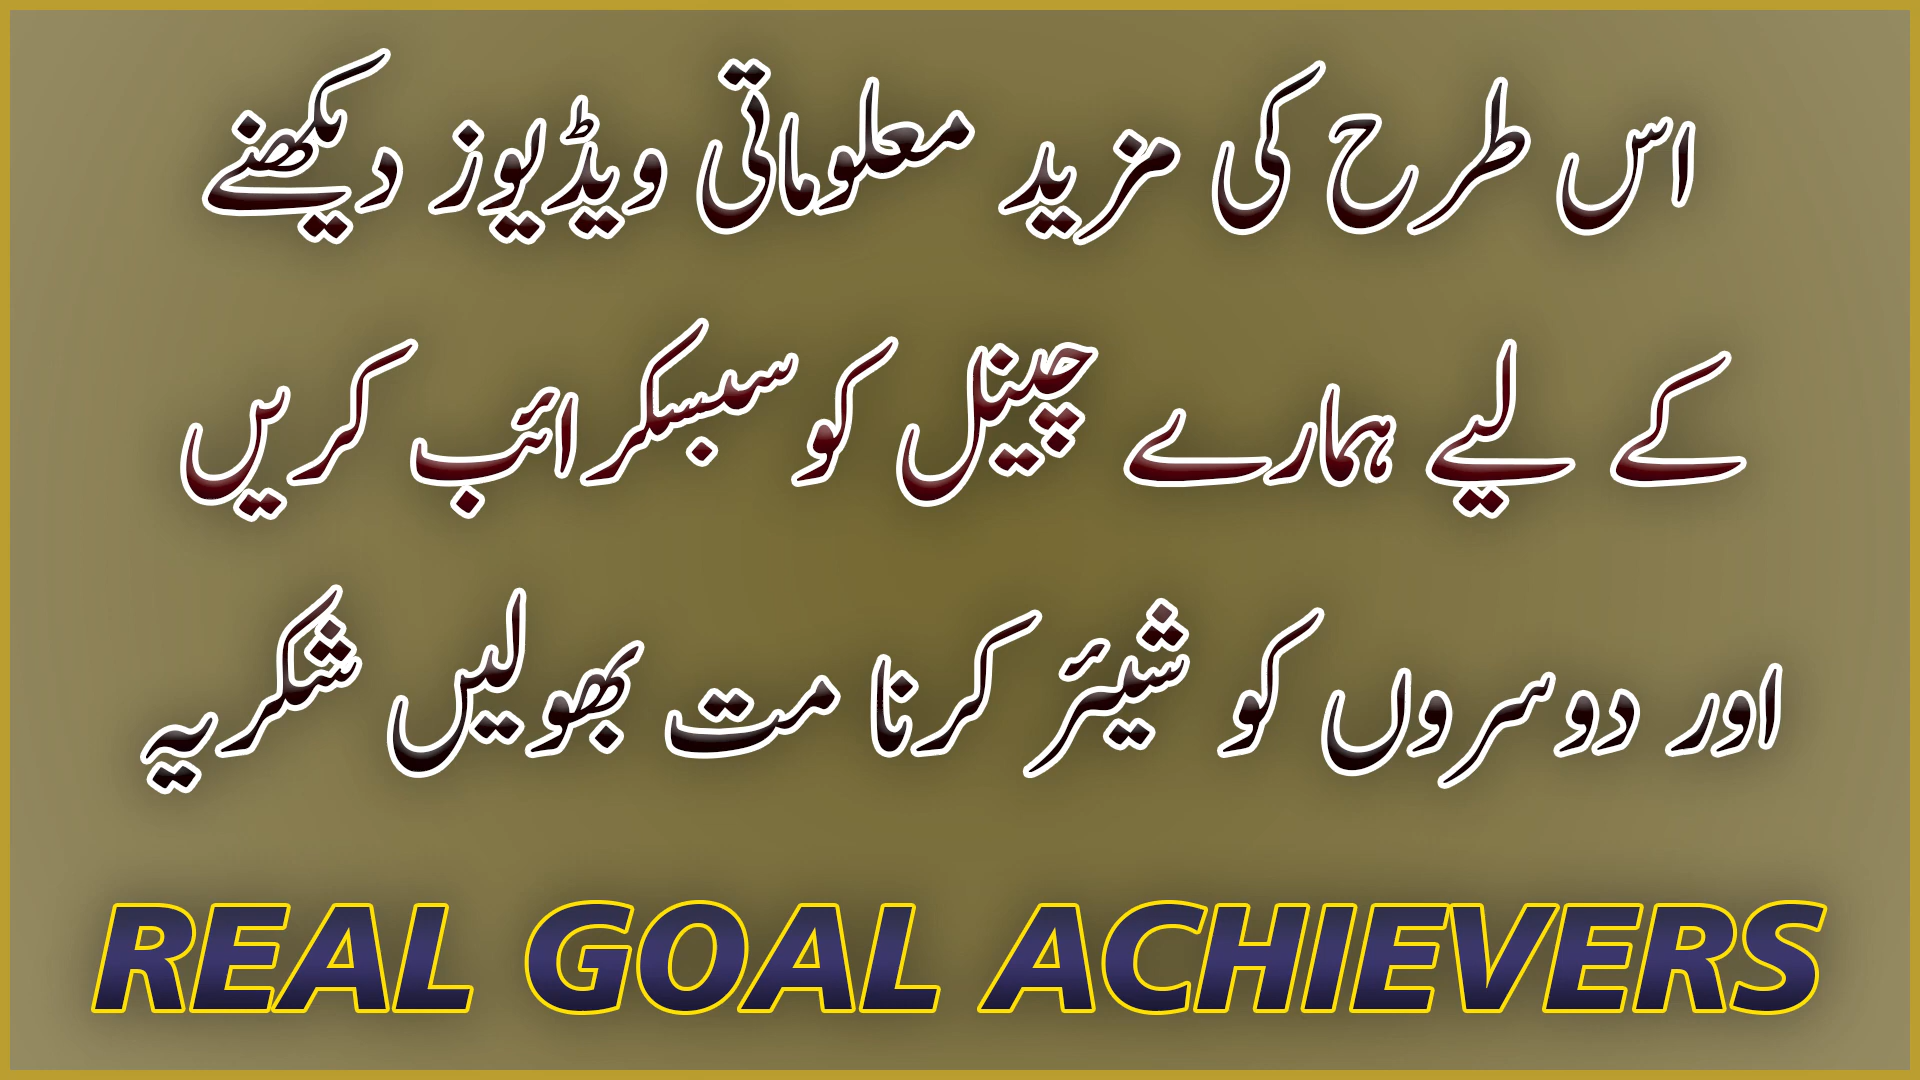 اس طرح کی مزید معلوماتی ویڈیوز دیکھنے
کے لیے ہمارے چینل کو سبسکرائب کریں
اور دوسروں کو شیئر کرنا مت بھولیں شکریہ
REAL GOAL ACHIEVERS